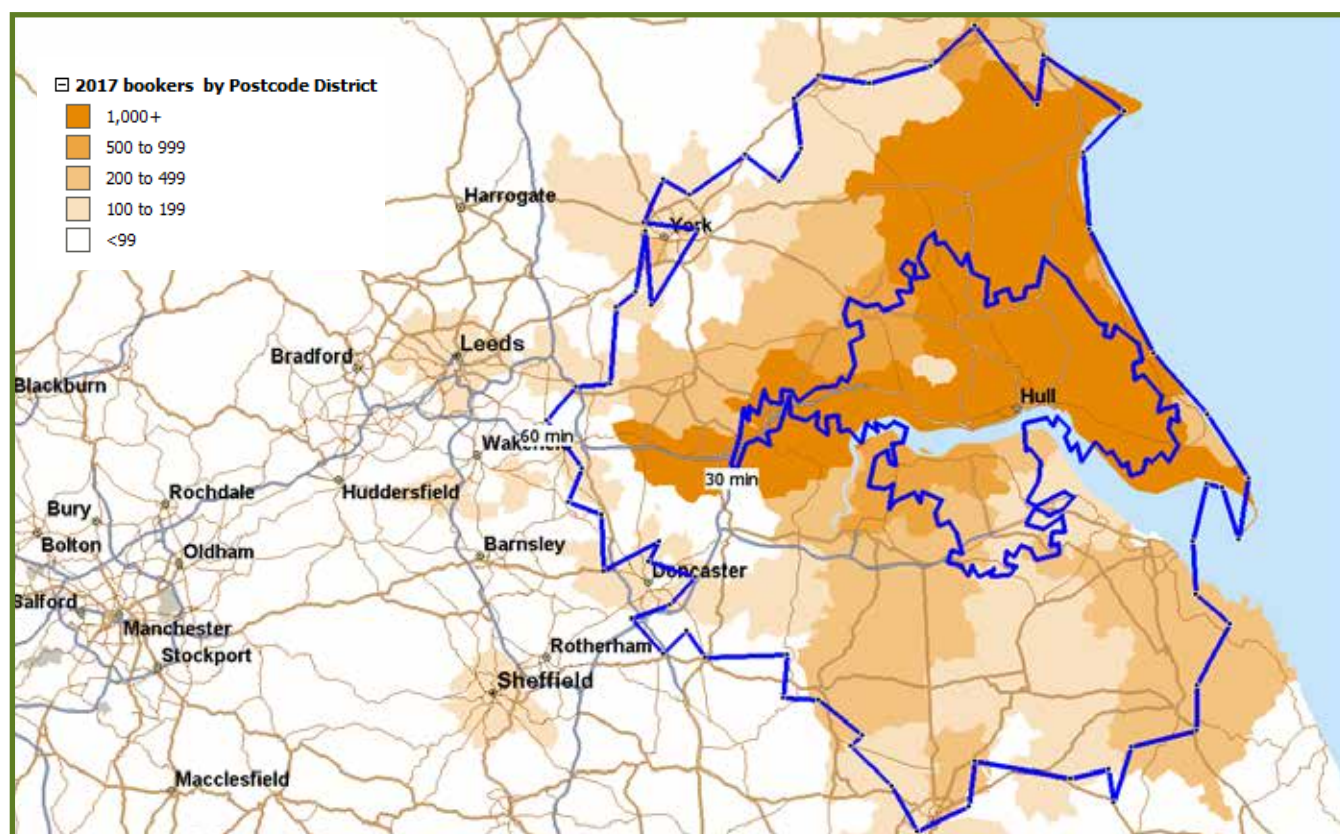 2017 bookers by Postcode District
1,000+
500 to 999
200 to 499
100 to 199
<99
Harrogate
York
Leeds
Bradford
Blackburn
Hull
60 min
Wakefield
30 min
Huddersfield
Rochdale
Bury
Bolton
Oldham
Barnsley
Doncaster
Salford
Manchester
Stockport
Rotherham
Sheffield
Macclesfield